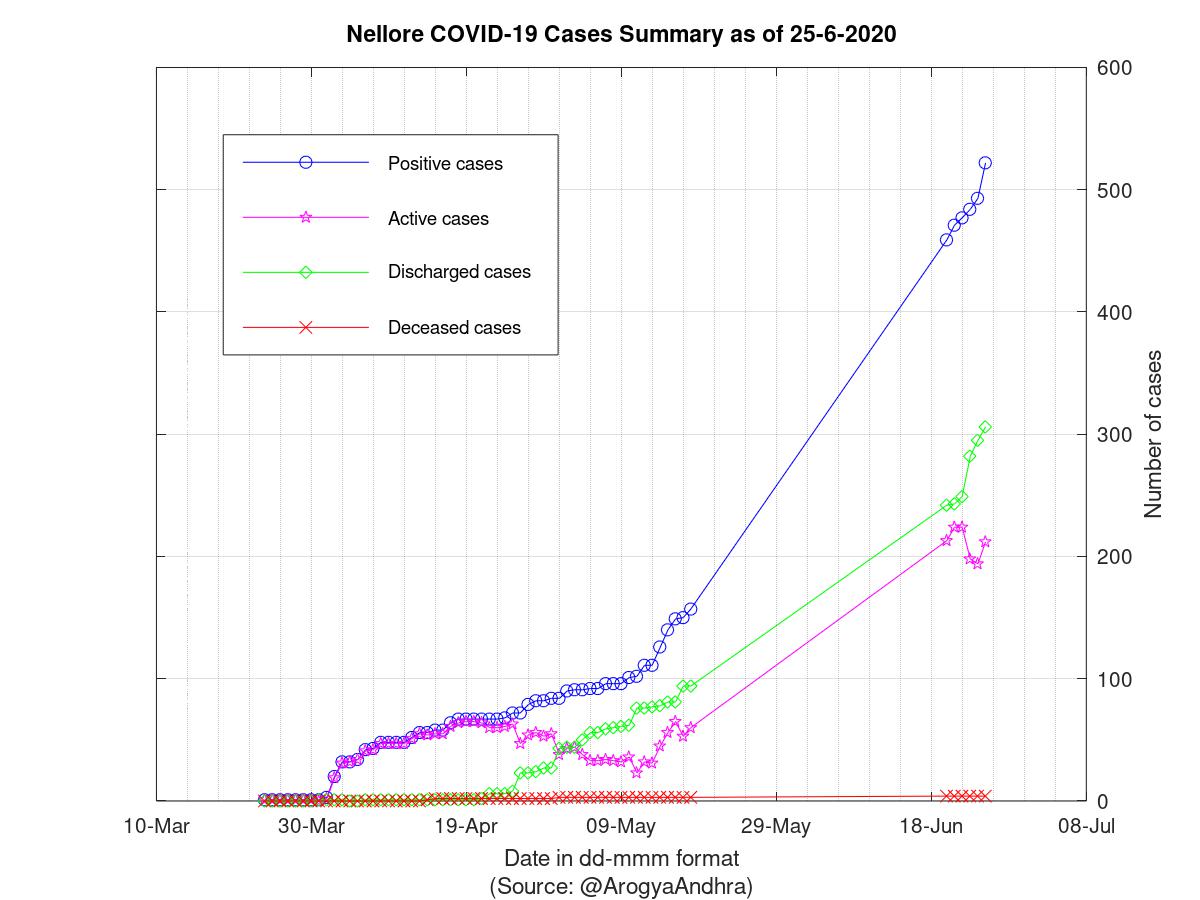 Nellore COVID-19 Cases Summary as of 25-6-2020
600
Positive cases
500
Active cases
Discharged cases
400
Deceased cases
300
Number of cases
200
100
0
10-Mar 30-Mar 19-Apr 09-May 29-May 18-Jun 08-Jul
Date in dd-mmm format
(Source: @ArogyaAndhra)